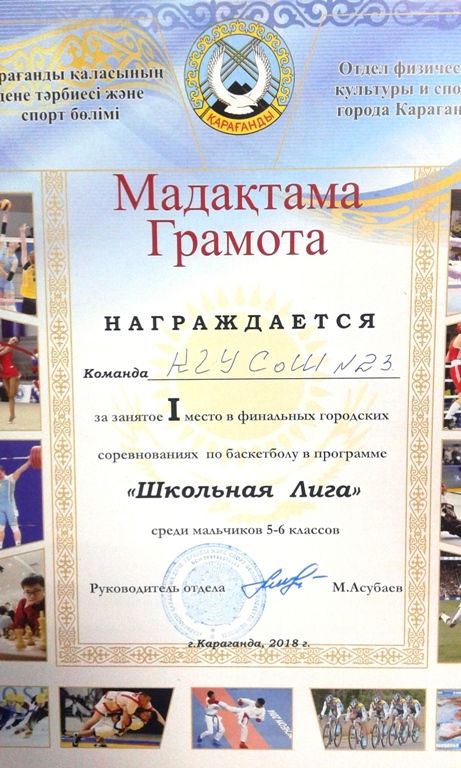 рағанды қаласының
дене тәрбиесі және
спорт бөлімі
Отдел физичес
культуры и спо
города Караган
ҚАРАҒАНДЫ
Мадақтама
Грамота
НАГРАЖДАЕТСЯ
Команда КГУ СОШ №23
за занятое I место в финальных городских
соревнованиях по баскетболу в программе
«Школьная Лига»
среди мальчиков 5-6 классов
Руководитель отдела М.Асубаев
г.Караганда, 2018 г.